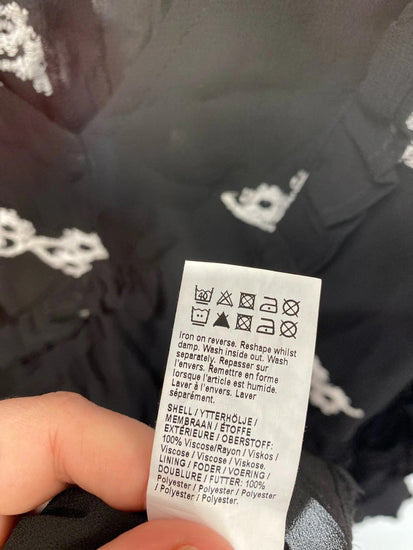 40
Iron on reverse. Reshape whilst
damp. Wash inside out. Wash
separately. Repasser sur
l'envers. Remettre en forme
lorsque l'article est humide.
Laver à l'envers. Laver
séparément.
SHELL / YTTERHÖLJE /
MEMBRAAN / ÉTOFFE
EXTÉRIEURE / OBERSTOFF:
100% Viscose/Rayon / Viskos /
Viscose / Viscose / Viskose.
LINING / FODER / VOERING /
DOUBLURE / FUTTER: 100%
Polyester / Polyester / Polyester /
Polyester / Polyester.